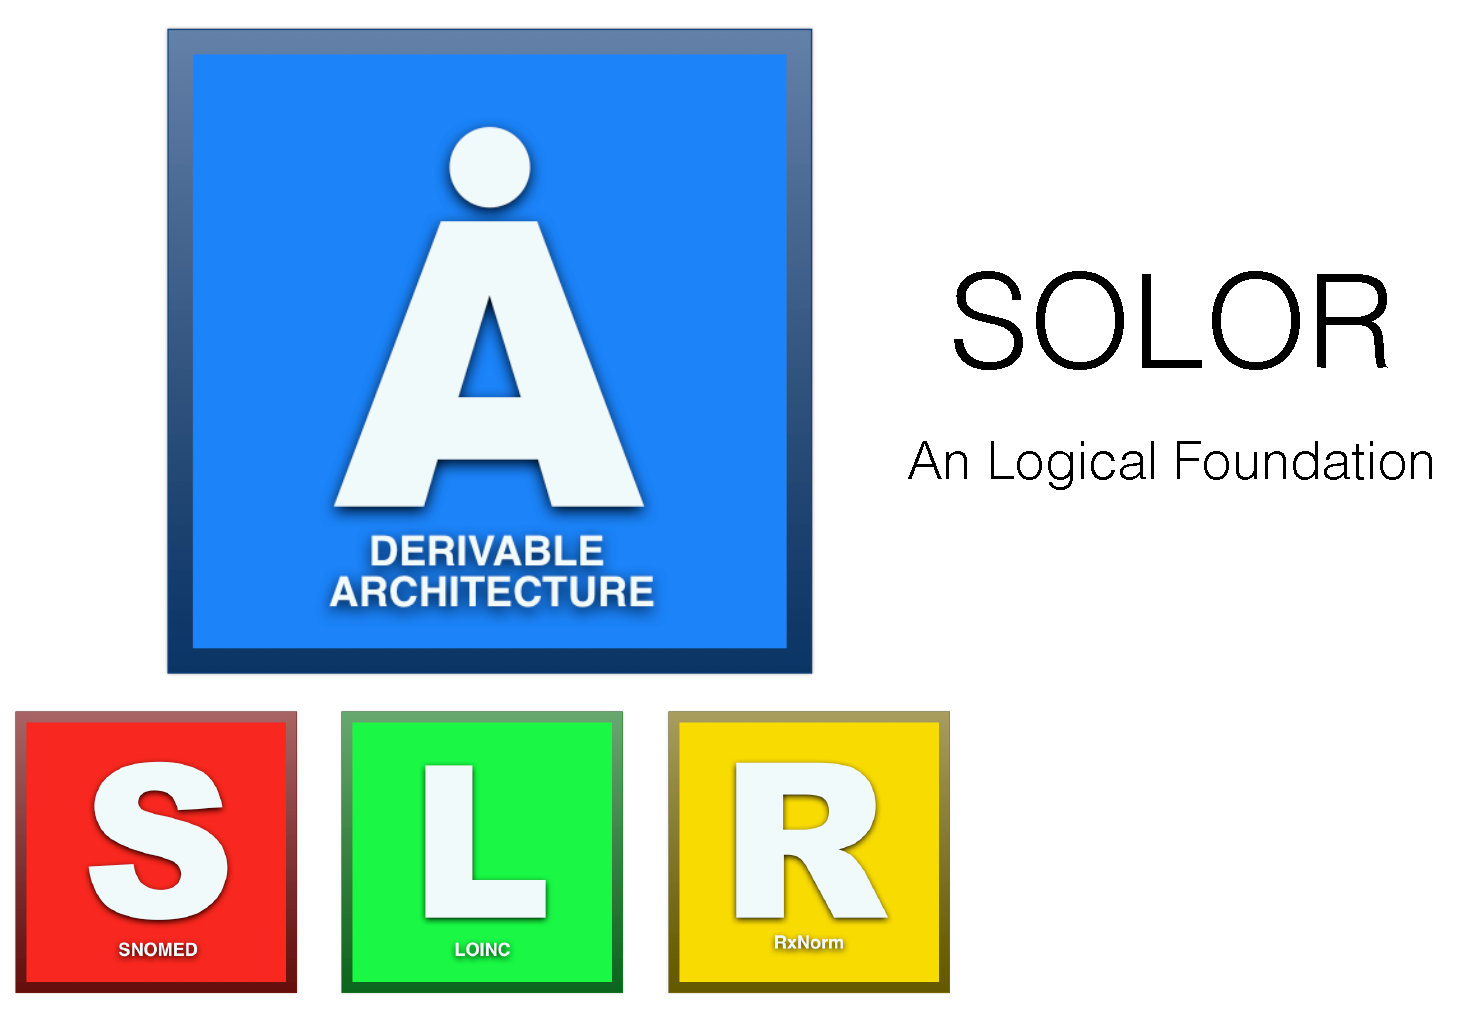 Å
DERIVABLE
ARCHITECTURE
SOLOR
An Logical Foundation
S
SNOMED
L
LOINC
R
RxNorm